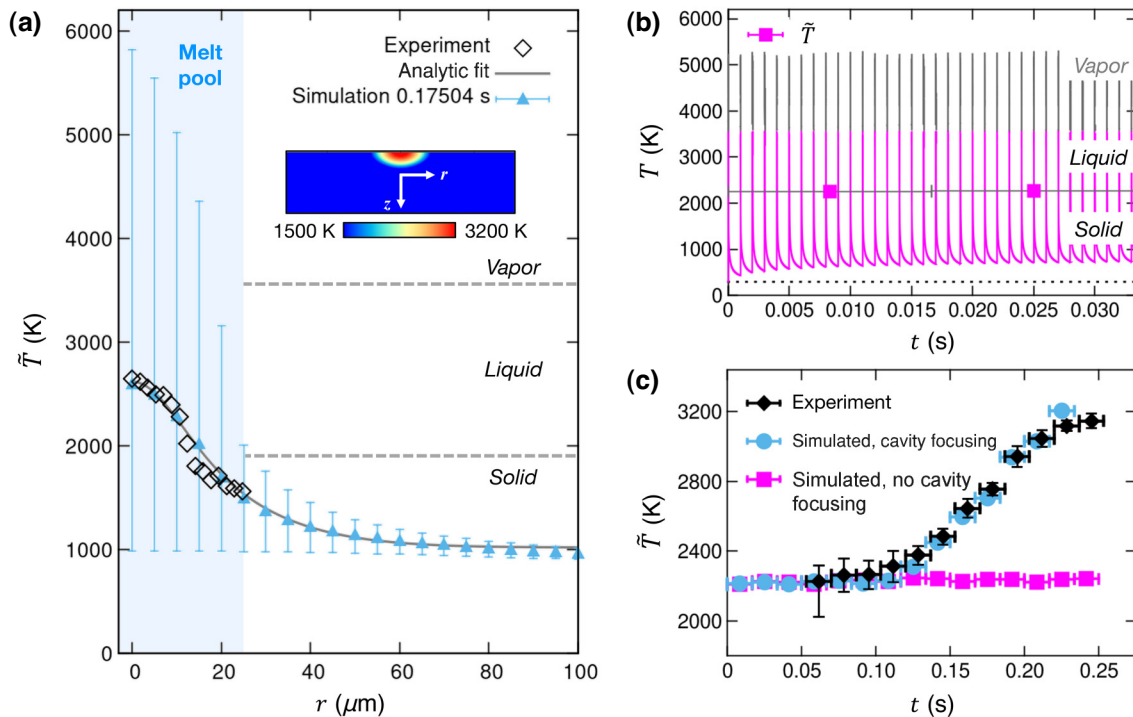 (a)
6000
5000
4000
3000
2000
1000
0
T̃ (K)
Melt
pool
Experiment
Analytic fit
Simulation 0.17504 s
r
z
1500 K
3200 K
Vapor
Liquid
Solid
0
20
40
60
80
100
r (μm)
(b)
T̃
6000
5000
4000
3000
2000
1000
0
T (K)
Vapor
Liquid
Solid
0
0.005
0.010
0.015
0.020
0.025
0.030
t (s)
(c)
3200
2800
2400
2000
T̃ (K)
Experiment
Simulated, cavity focusing
Simulated, no cavity
focusing
0
0.05
0.10
0.15
0.20
0.25
t (s)